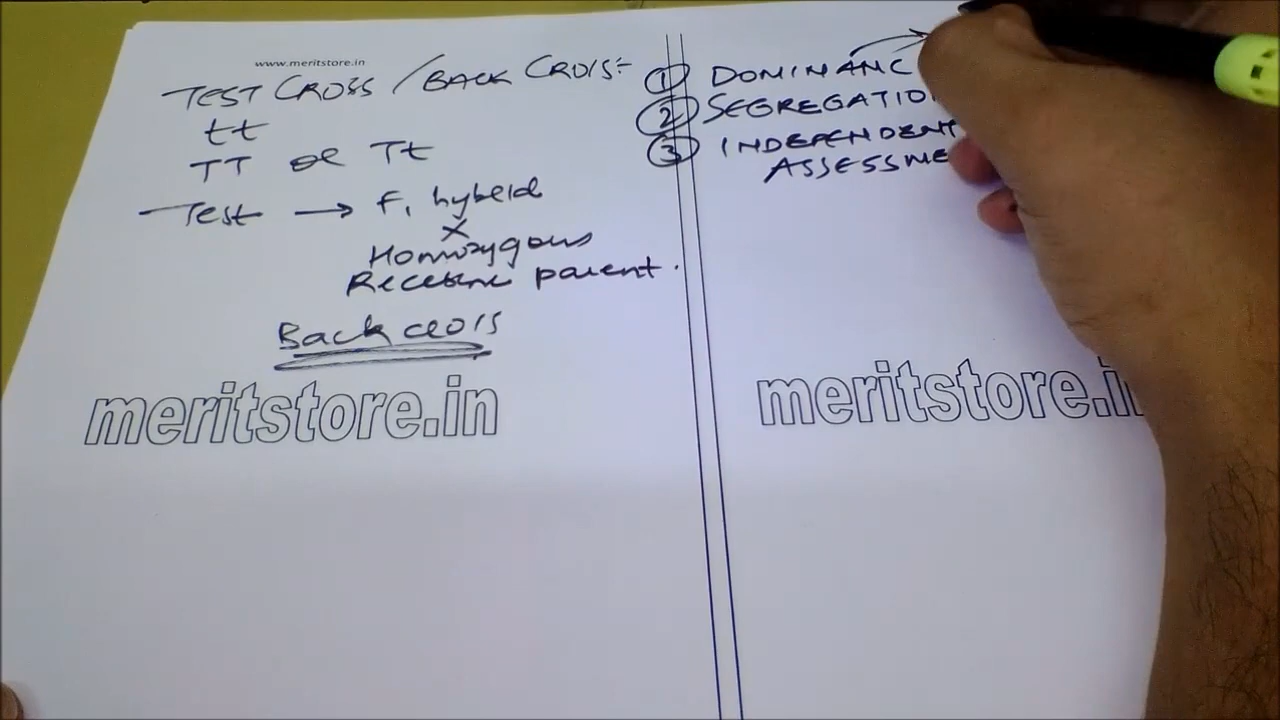 www.meritstore.in
TEST CROSS / BACK CROSS:-
tt
TT or Tt
Test → F1 hybrid
x
Homozygous
Recessive parent.
Back cross
meritstore.in
1 DOMINANC
2 SEGREGATIO
3 INDEPENDENT
ASSESSME
meritstore.in